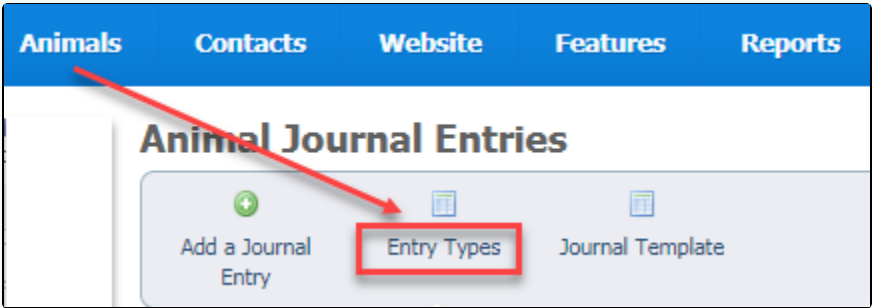 Animals Contacts Website Features Reports
Animal Journal Entries
Add a Journal Entry Types Journal Template
Entry